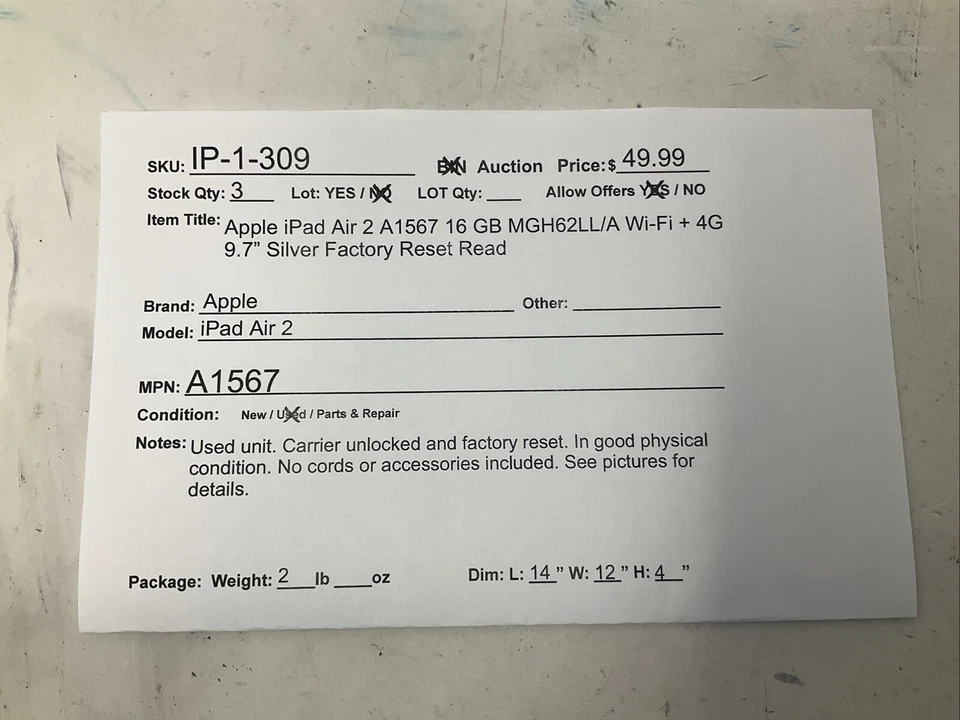 SKU: IP-1-309 BIN Auction Price:$ 49.99
Stock Qty: 3 Lot: YES / NO LOT Qty: ___ Allow Offers YES / NO
Item Title: Apple iPad Air 2 A1567 16 GB MGH62LL/A Wi-Fi + 4G
9.7” Silver Factory Reset Read
Brand: Apple Other:
Model: iPad Air 2
MPN: A1567
Condition: New / Used / Parts & Repair
Notes: Used unit. Carrier unlocked and factory reset. In good physical
condition. No cords or accessories included. See pictures for
details.
Package: Weight: 2 lb ___oz Dim: L: 14 ” W: 12 ” H: 4 ”